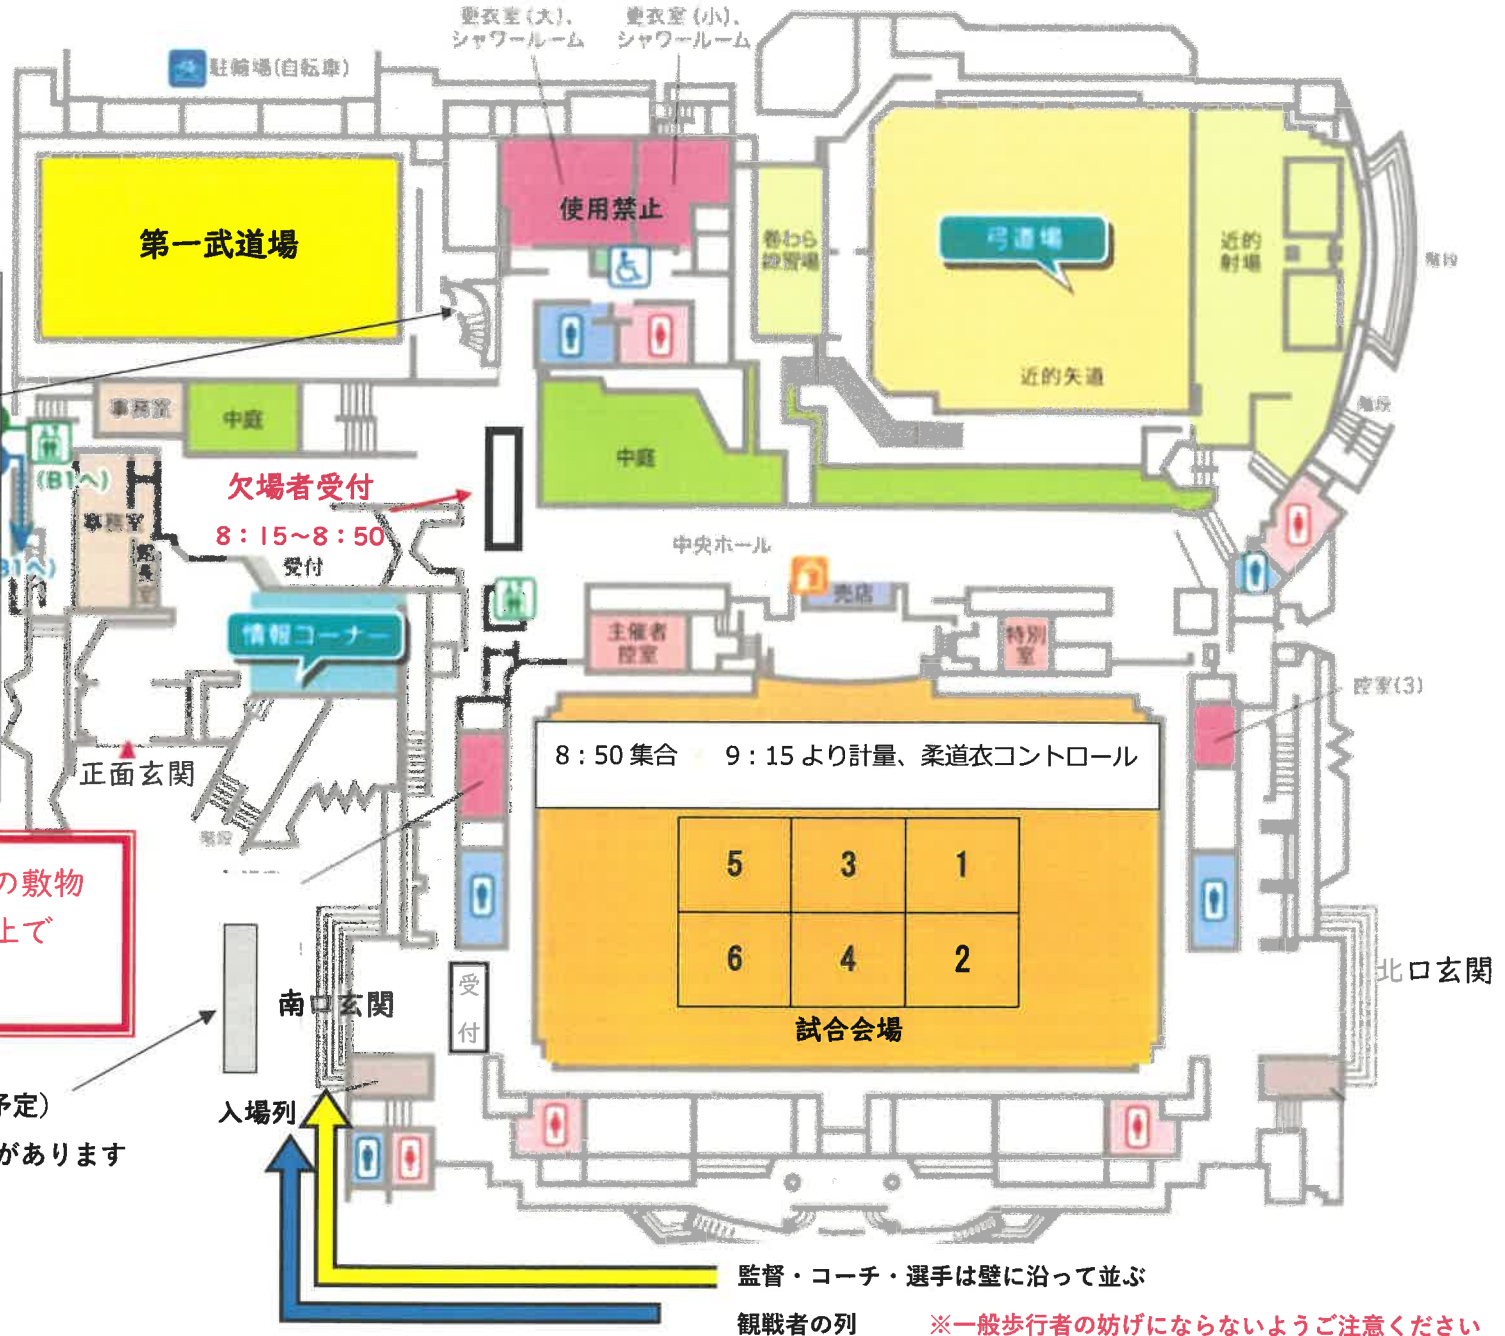 更衣室(大)、
シャワールーム
更衣室(小)、
シャワールーム
駐輪場(自転車)
第一武道場
使用禁止
巻わら
練習場
弓道場
近的
射場
階段
近的矢道
階段
事務室
中庭
中庭
(B1へ)
欠場者受付
8：15～8：50
受付
中央ホール
B1へ)
情報コーナー
売店
主催者
控室
特別
室
控室(3)
正面玄関
階段
8：50 集合　9：15 より計量、柔道衣コントロール
5 3 1
6 4 2
試合会場
の敷物
上で
南口玄関
受
付
北口玄関
予定)
入場列
があります
監督・コーチ・選手は壁に沿って並ぶ
観戦者の列　※一般歩行者の妨げにならないようご注意ください